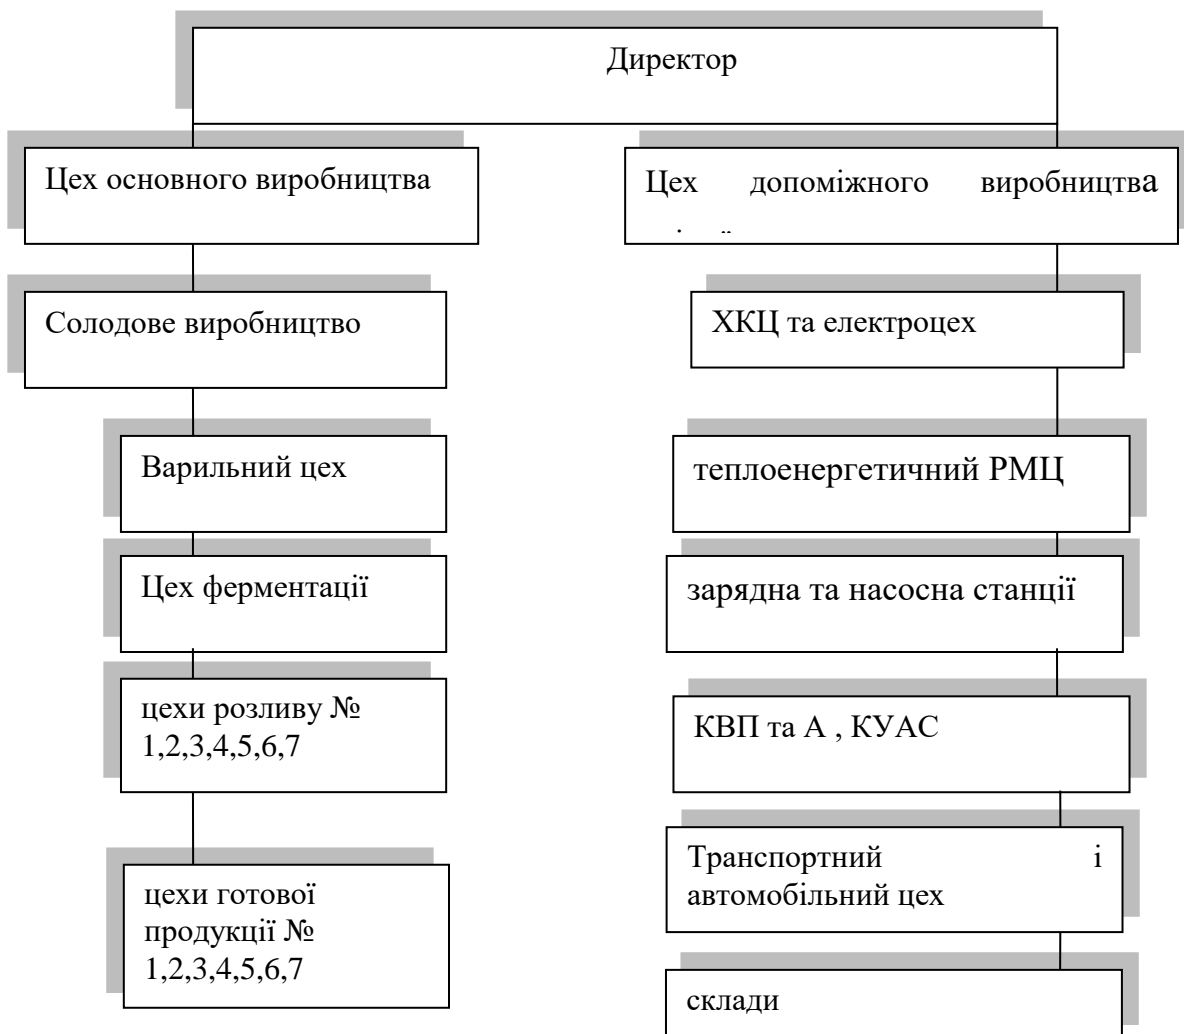 Директор
Цех основного виробництва
Цех допоміжного виробництва
Солодове виробництво
ХКЦ та електроцех
Варильний цех
теплоенергетичний РМЦ
Цех ферментації
зарядна та насосна станції
цехи розливу №
1,2,3,4,5,6,7
КВП та А , КУАС
Транспортний і
автомобільний цех
цехи готової
продукції №
1,2,3,4,5,6,7
склади